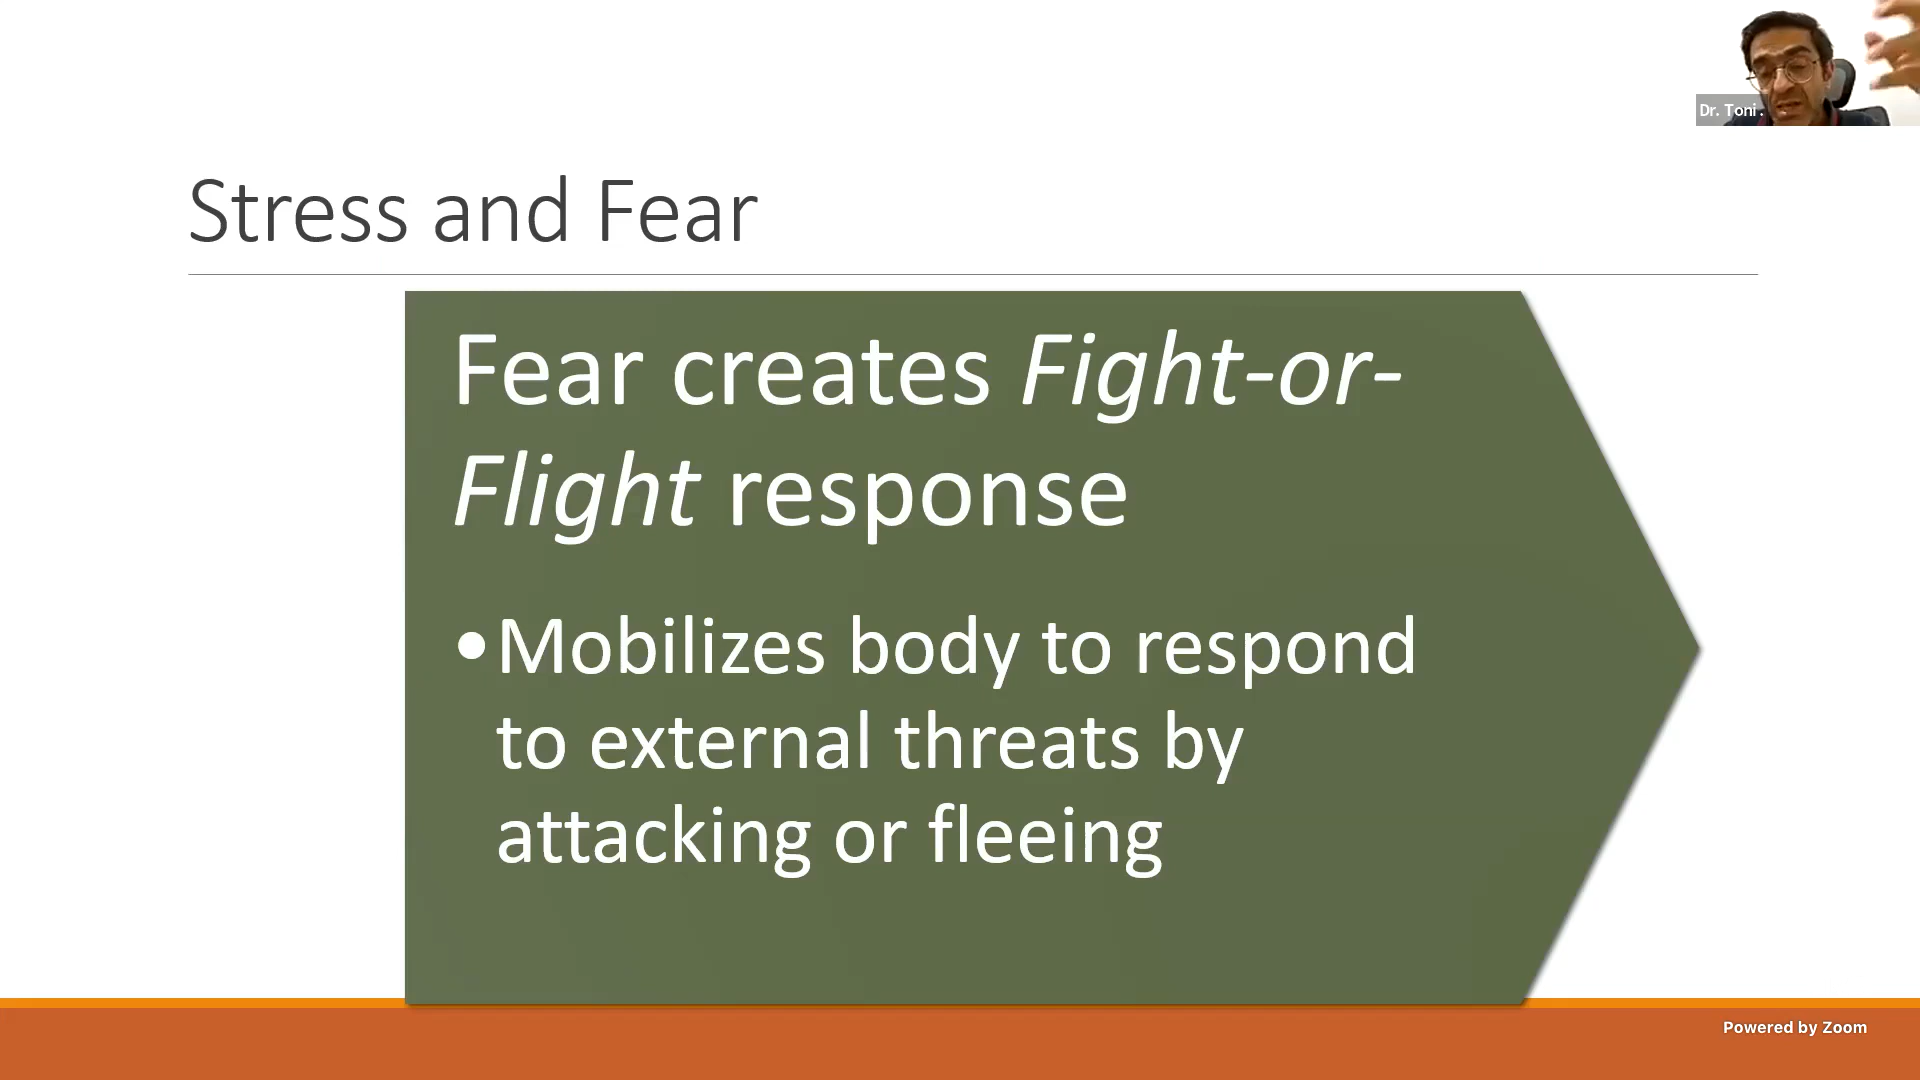 Dr. Toni .
Stress and Fear
Fear creates Fight-or-
Flight response
•Mobilizes body to respond
to external threats by
attacking or fleeing
Powered by Zoom